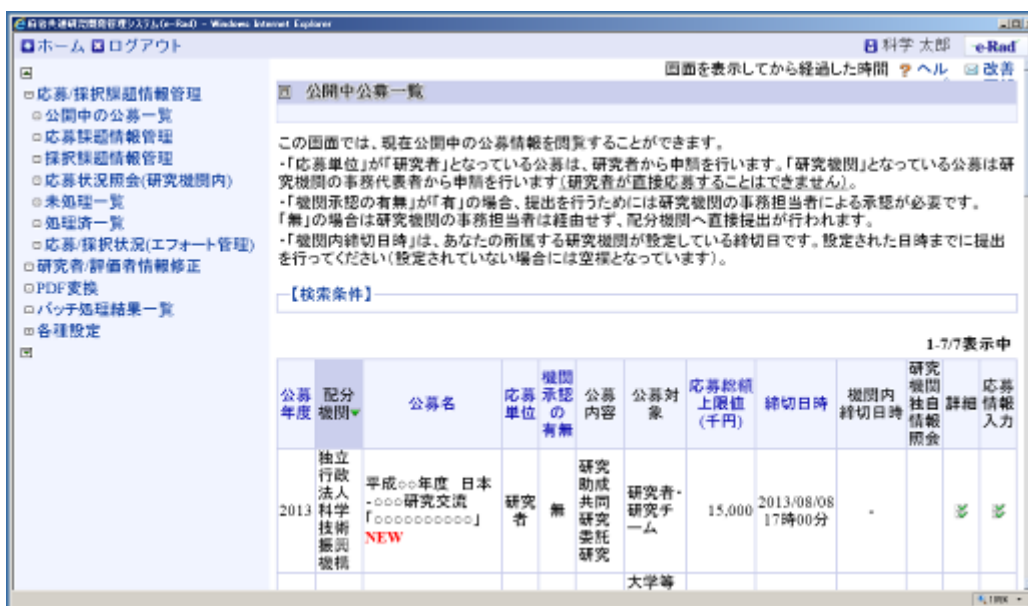 府省共通研究開発管理システム(e-Rad) - Windows Internet Explorer
ホーム ログアウト
科学 太郎
e-Rad
画面を表示してから経過した時間 ? ヘル 改善
応募/採択課題情報管理
公開中の公募一覧
応募課題情報管理
採択課題情報管理
応募状況照会(研究機関内)
未処理一覧
処理済一覧
応募/採択状況(エフォート管理)
研究者/評価者情報修正
PDF変換
バッチ処理結果一覧
各種設定
公開中公募一覧
この画面では、現在公開中の公募情報を閲覧することができます。
・「応募単位」が「研究者」となっている公募は、研究者から申請を行います。「研究機関」となっている公募は研
究機関の事務代表者から申請を行います(研究者が直接応募することはできません)。
・「機関承認の有無」が「有」の場合、提出を行うためには研究機関の事務担当者による承認が必要です。
「無」の場合は研究機関の事務担当者は経由せず、配分機関へ直接提出が行われます。
・「機関内締切日時」は、あなたの所属する研究機関が設定している締切日です。設定された日時までに提出
を行ってください(設定されていない場合には空欄となっています)。
【検索条件】
1-7/7表示中
公募
年度
配分
機関▼
公募名
応募
単位
機関
承認
の
有無
公募
内容
公募対
象
応募総額
上限値
(千円)
締切日時
機関内
締切日時
研究
機関
独自
情報
照会
詳細
応募
情報
入力
2013
独立
行政
法人
科学
技術
振興
機構
平成○○年度 日本
-○○○研究交流
「○○○○○○○○○○」
NEW
研究
者
無
研究
助成
共同
研究
委託
研究
研究者・
研究チ
ーム
15,000
2013/08/08
17時00分
-
大学等